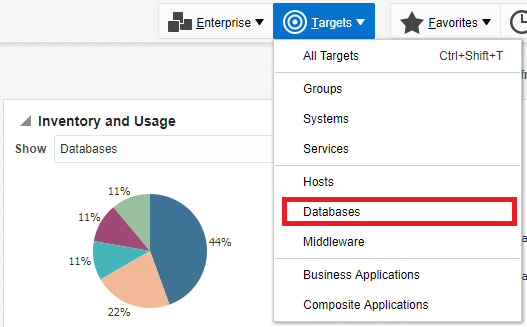 Enterprise Targets Favorites
All Targets Ctrl+Shift+T
Groups
Systems
Services
Hosts
Databases
Middleware
Business Applications
Composite Applications
Inventory and Usage
Show Databases
11%
11%
11%
44%
22%